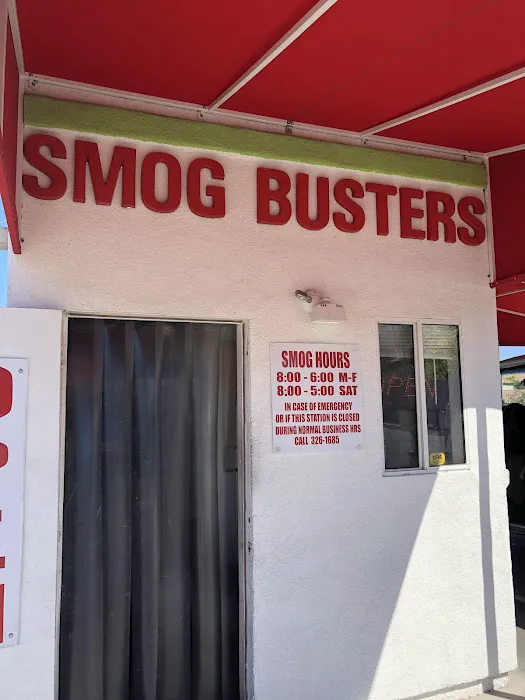 SMOG BUSTERS
SMOG HOURS
8:00 - 6:00 M-F
8:00 - 5:00 SAT
IN CASE OF EMERGENCY
OR IF THIS STATION IS CLOSED
DURING NORMAL BUSINESS HRS
CALL 326-1685
OPEN